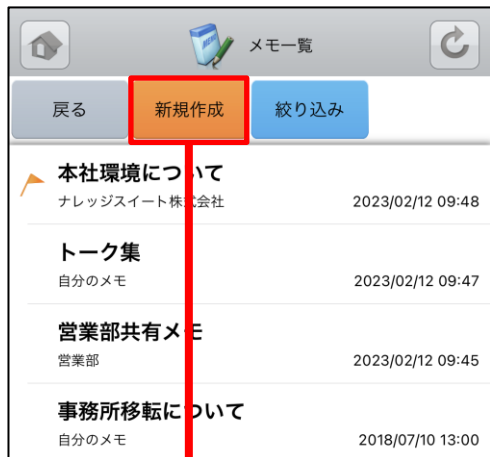 メモ一覧
戻る
新規作成
絞り込み
本社環境について
ナレッジスイート株式会社
2023/02/12 09:48
トーク集
自分のメモ
2023/02/12 09:47
営業部共有メモ
営業部
2023/02/12 09:45
事務所移転について
自分のメモ
2018/07/10 13:00